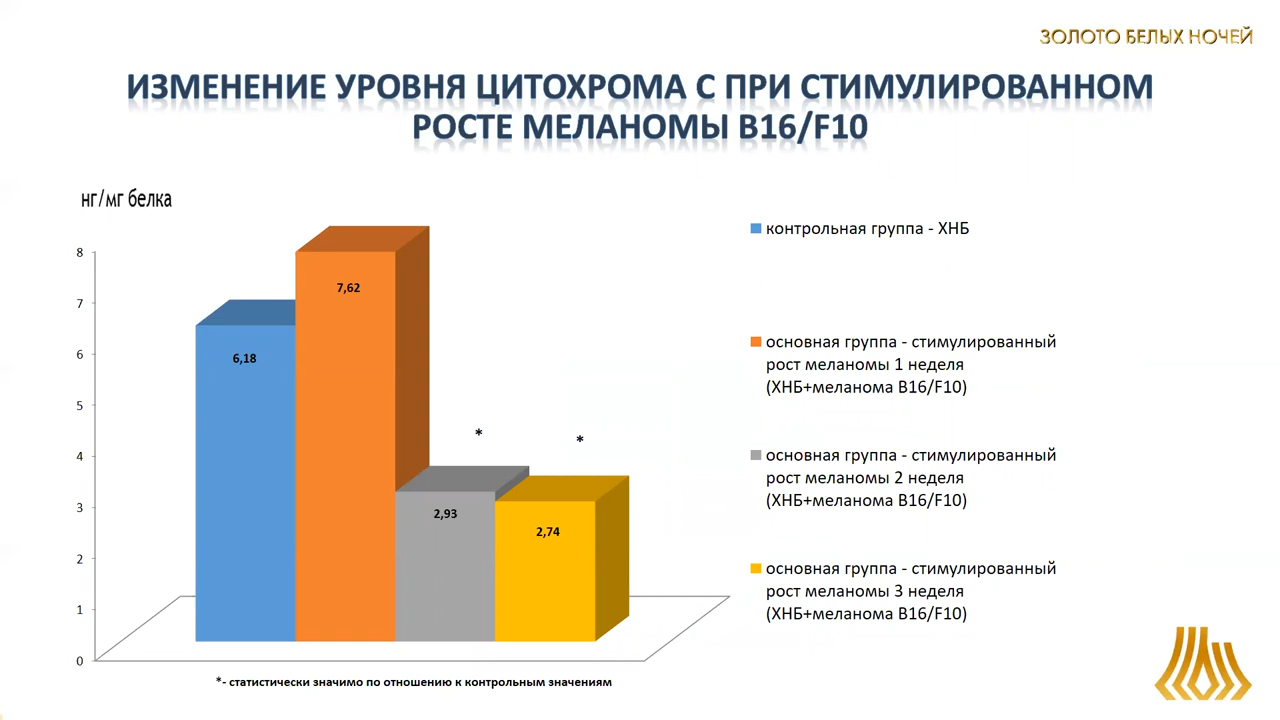 ЗОЛОТО БЕЛЫХ НОЧЕЙ
ИЗМЕНЕНИЕ УРОВНЯ ЦИТОХРОМА С ПРИ СТИМУЛИРОВАННОМ
РОСТЕ МЕЛАНОМЫ B16/F10
нг/мг белка
8
7
6
5
4
3
2
1
0
6,18
7,62
*
2,93
*
2,74
контрольная группа - ХНБ
основная группа - стимулированный
рост меланомы 1 неделя
(ХНБ+меланома B16/F10)
основная группа - стимулированный
рост меланомы 2 неделя
(ХНБ+меланома B16/F10)
основная группа - стимулированный
рост меланомы 3 неделя
(ХНБ+меланома B16/F10)
*- статистически значимо по отношению к контрольным значениям